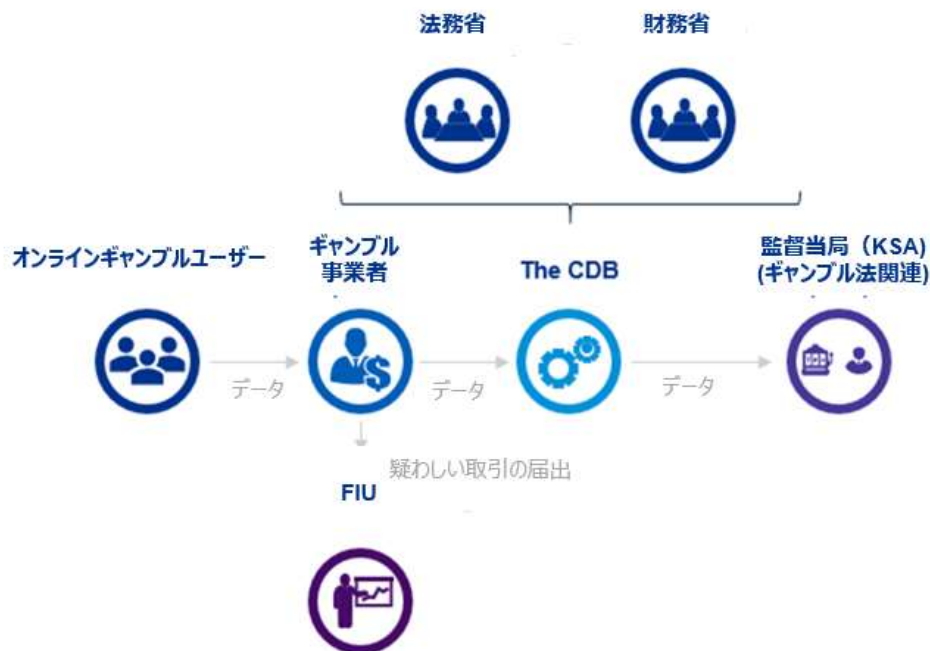 法務省
財務省
オンラインギャンブルユーザー
ギャンブル
事業者
The CDB
監督当局（KSA)
(ギャンブル法関連)
データ
データ
データ
疑わしい取引の届出
FIU